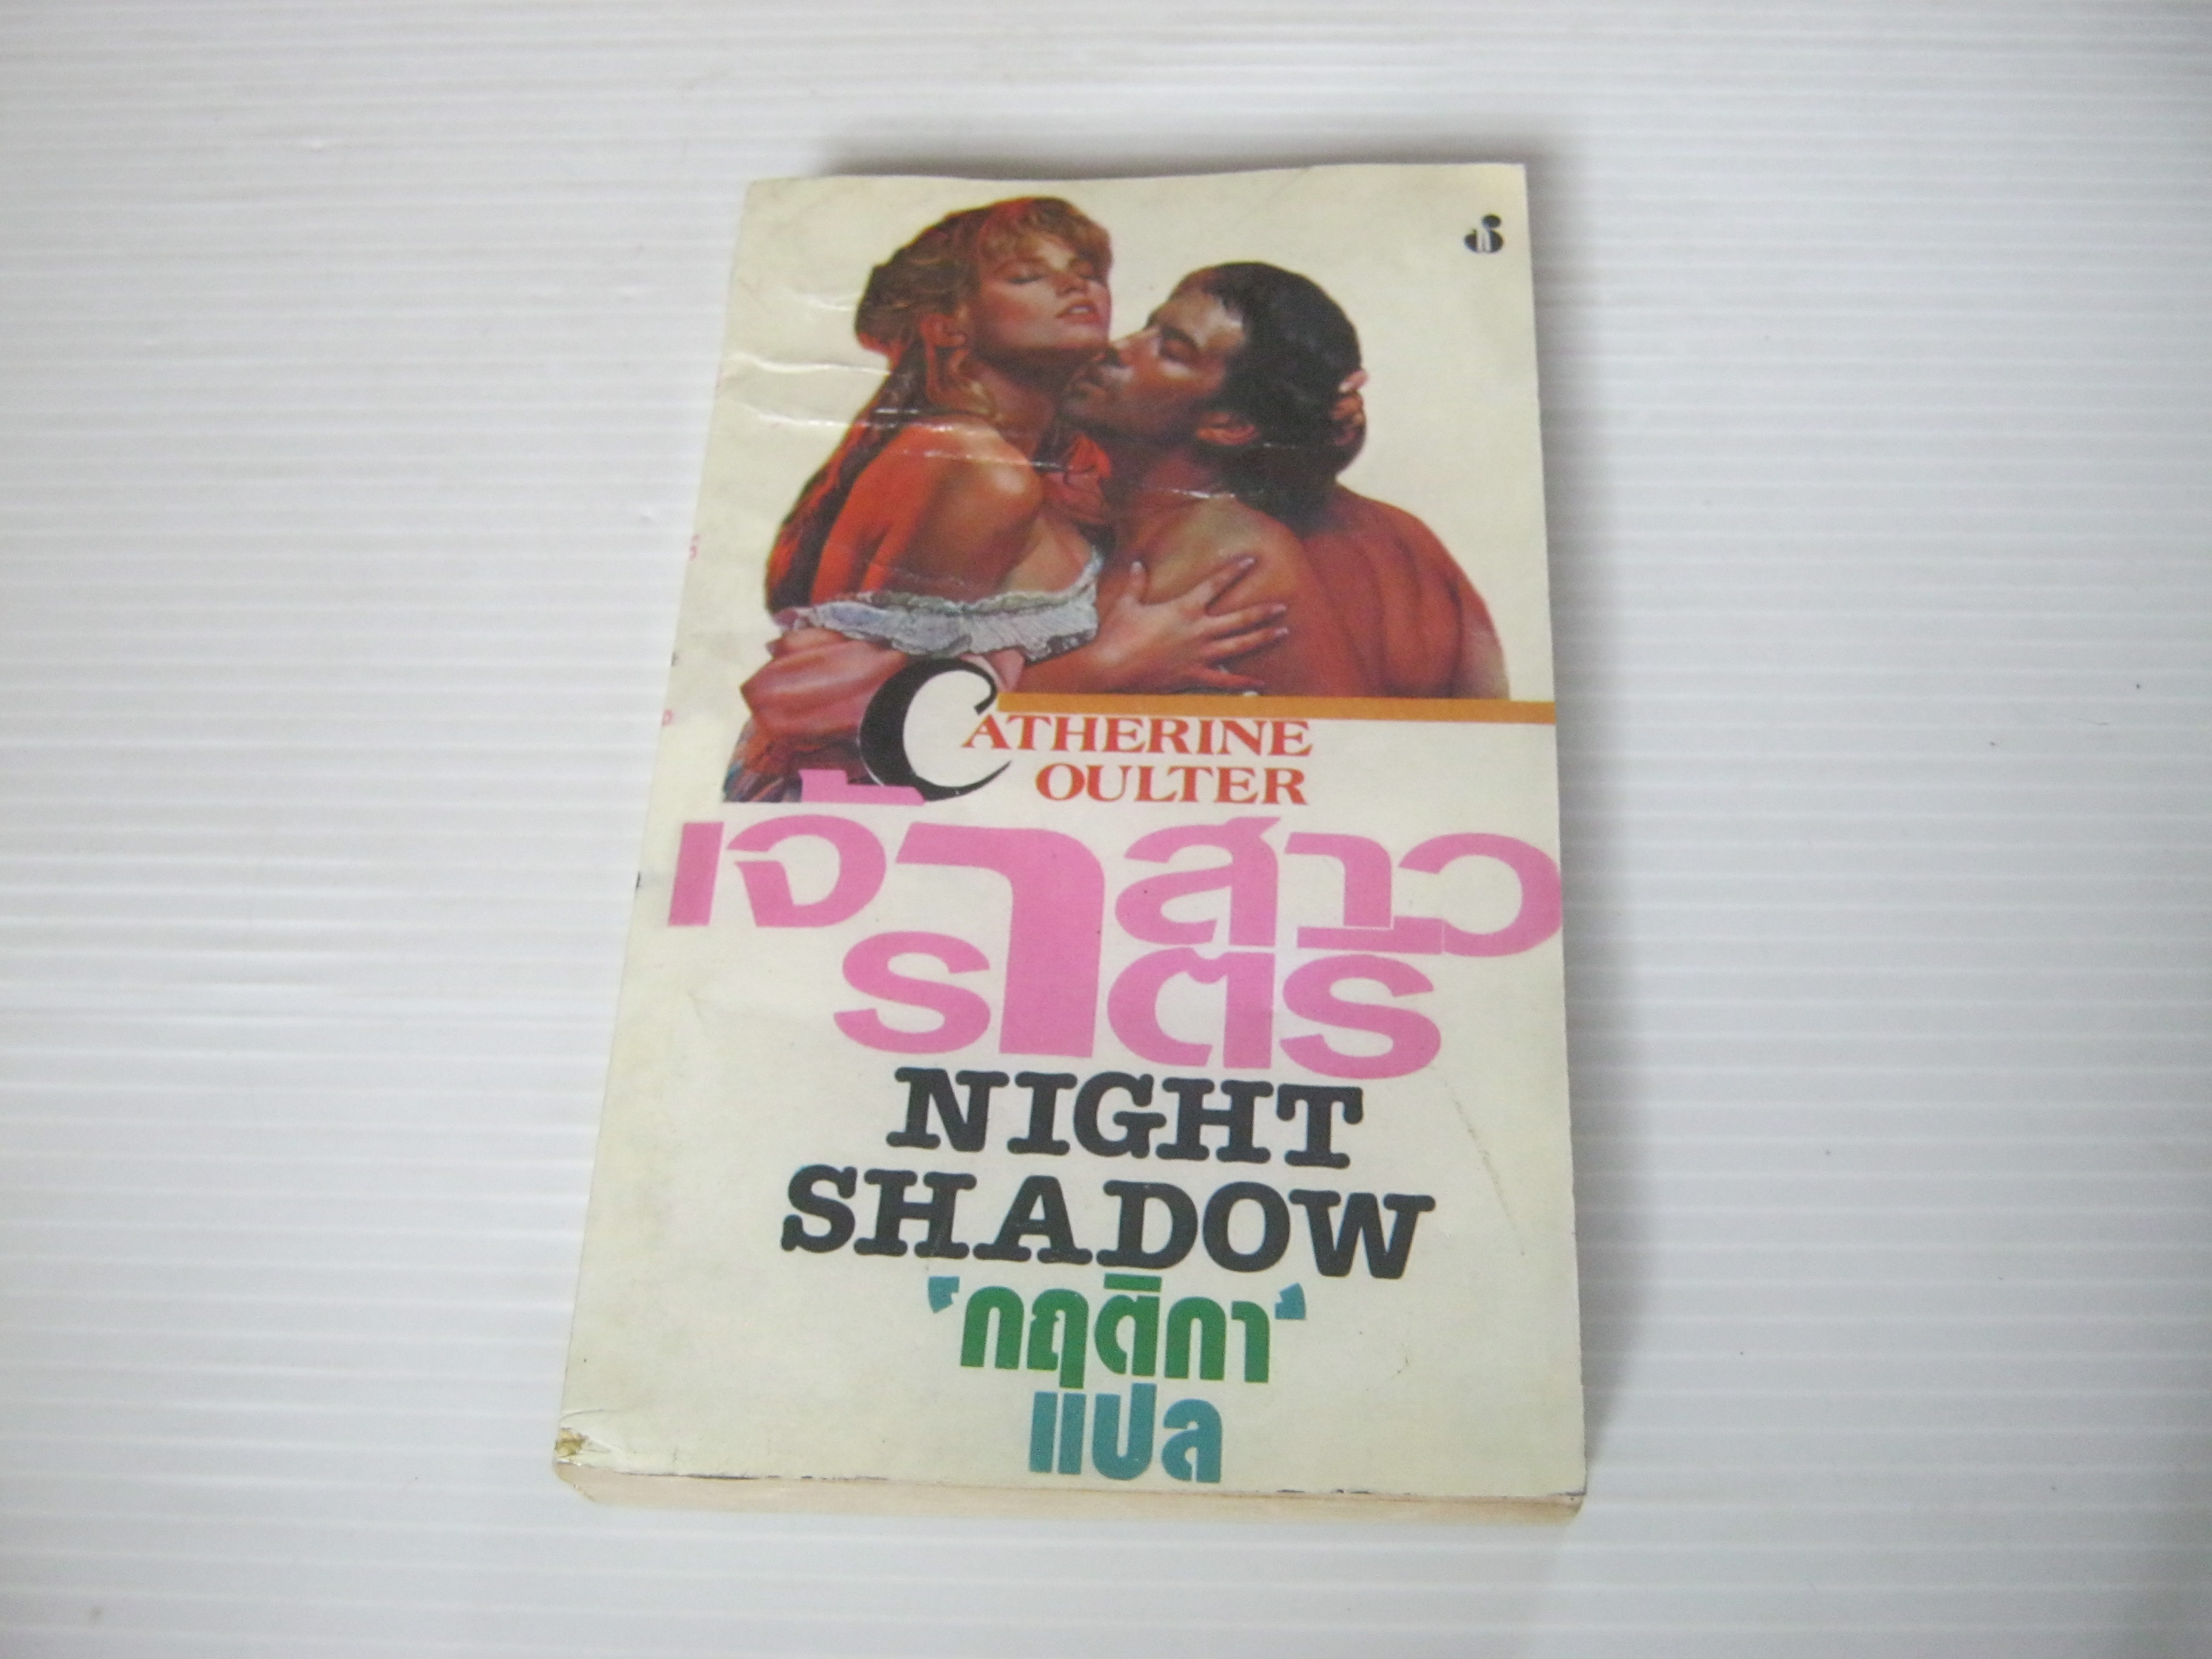 CATHERINE
COULTER
เจ้าสาว
ราตรี
NIGHT
SHADOW
'กฤติกา'
แปล